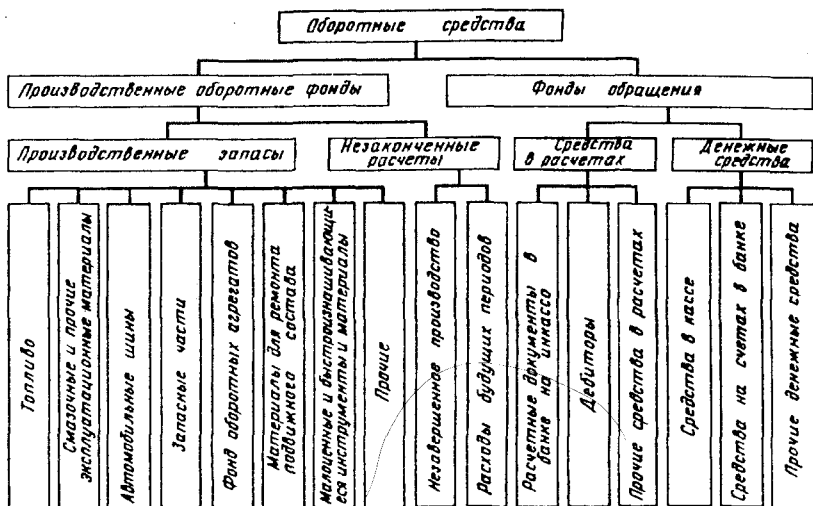 Оборотные средства
Производственные оборотные фонды
Фонды обращения
Производственные запасы
Незаконченные
расчеты
Средства
в расчетах
Денежные
средства
Топливо
Смазочные и прочие
эксплуатационные материалы
Автомобильные шины
Запасные части
Фонд оборотных агрегатов
Материалы для ремонта
подвижного состава
Малоценные и быстроизнашивающи-
еся инструменты и материалы
Прочие
Незавершенное производство
Расходы будущих периодов
Расчетные документы в
банке на инкассо
Дебиторы
Прочие средства в расчетах
Средства в кассе
Средства на счетах в банке
Прочие денежные средства